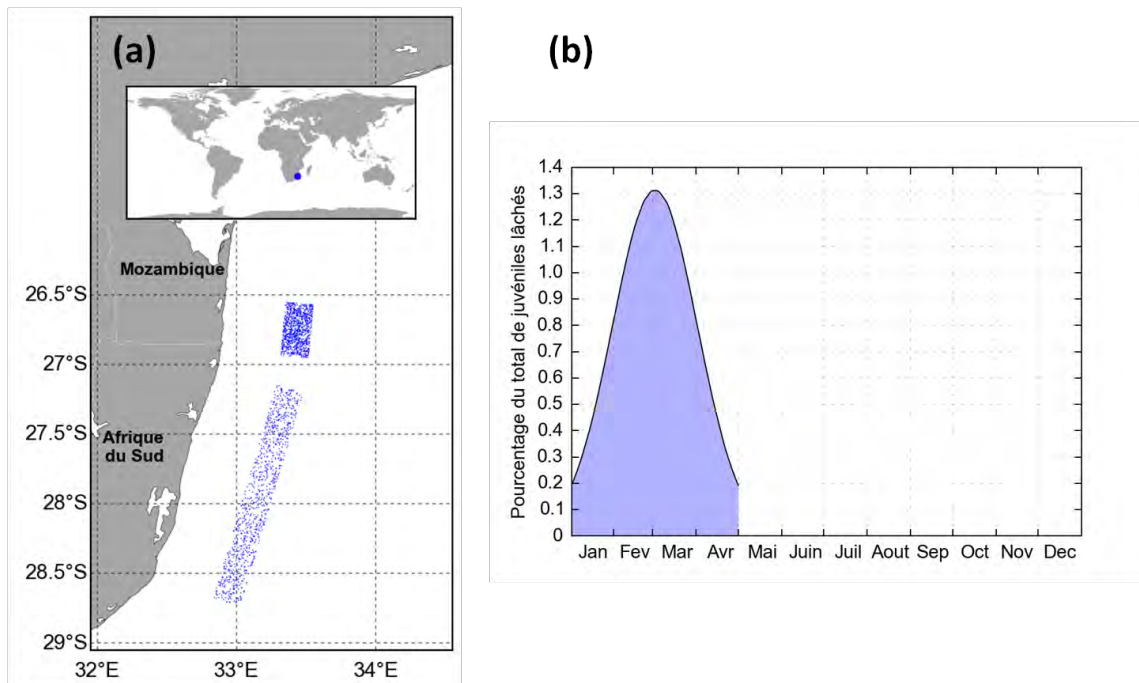 (a)
Mozambique
Afrique
du Sud
26.5°S
27°S
27.5°S
28°S
28.5°S
29°S
32°E 33°E 34°E
(b)
Pourcentage du total de juvéniles lâchés
1.4
1.3
1.2
1.1
1.0
0.9
0.8
0.7
0.6
0.5
0.4
0.3
0.2
0.1
0
Jan Fev Mar Avr Mai Juin Juil Aout Sep Oct Nov Dec